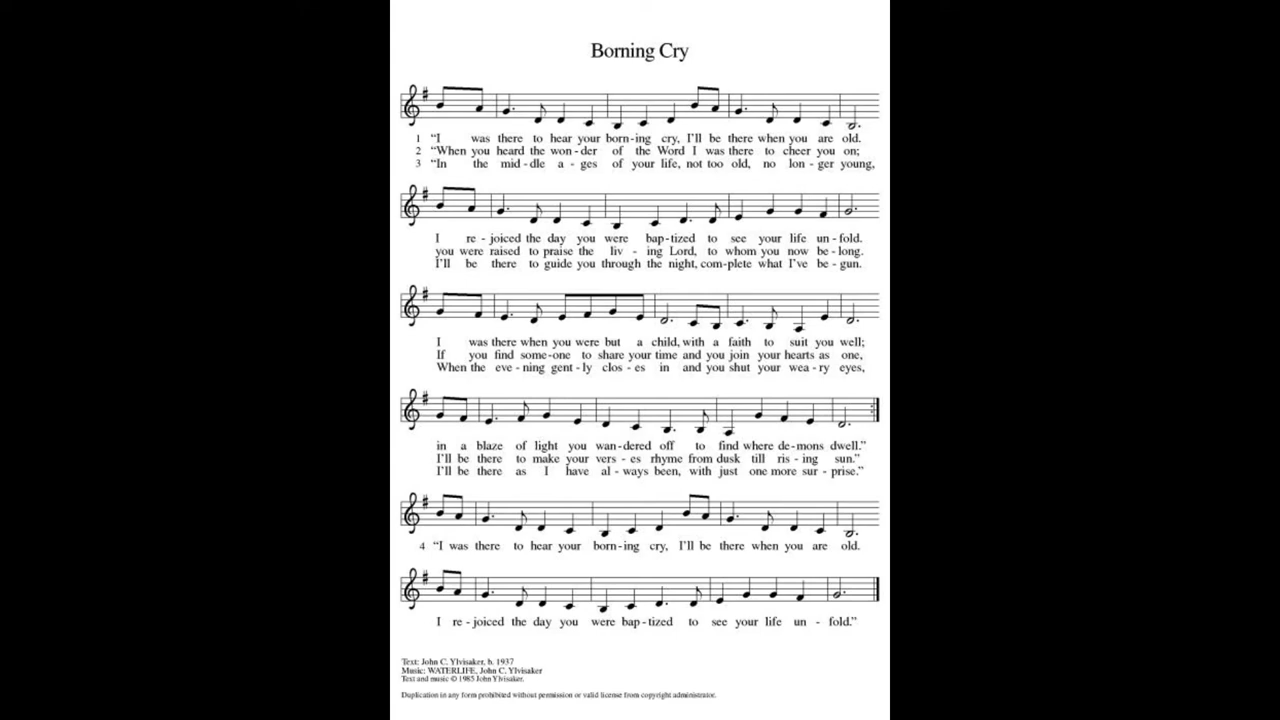 Borning Cry
1 “I was there to hear your born-ing cry, I'll be there when you are old.
2 “When you heard the won-der of the Word I was there to cheer you on;
3 “In the mid-dle a-ges of your life, not too old, no lon-ger young,
I re-joiced the day you were bap-tized to see your life un-fold.
you were raised to praise the liv-ing Lord, to whom you now be-long.
I'll be there to guide you through the night, com-plete what I've be-gun.
I was there when you were but a child, with a faith to suit you well;
If you find some-one to share your time and you join your hearts as one,
When the eve-ning gent-ly clos-es in and you shut your wea-ry eyes,
in a blaze of light you wan-dered off to find where de-mons dwell.”
I'll be there to make your vers-es rhyme from dusk till ris-ing sun.”
I'll be there as I have al-ways been, with just one more sur-prise.”
4 “I was there to hear your born-ing cry, I'll be there when you are old.
I re-joiced the day you were bap-tized to see your life un-fold.”
Text: John C. Ylvisaker, b. 1937
Music: WATERLIFE, John C. Ylvisaker
Text and music © 1985 John Ylvisaker.
Duplication in any form prohibited without permission or valid license from copyright administrator.